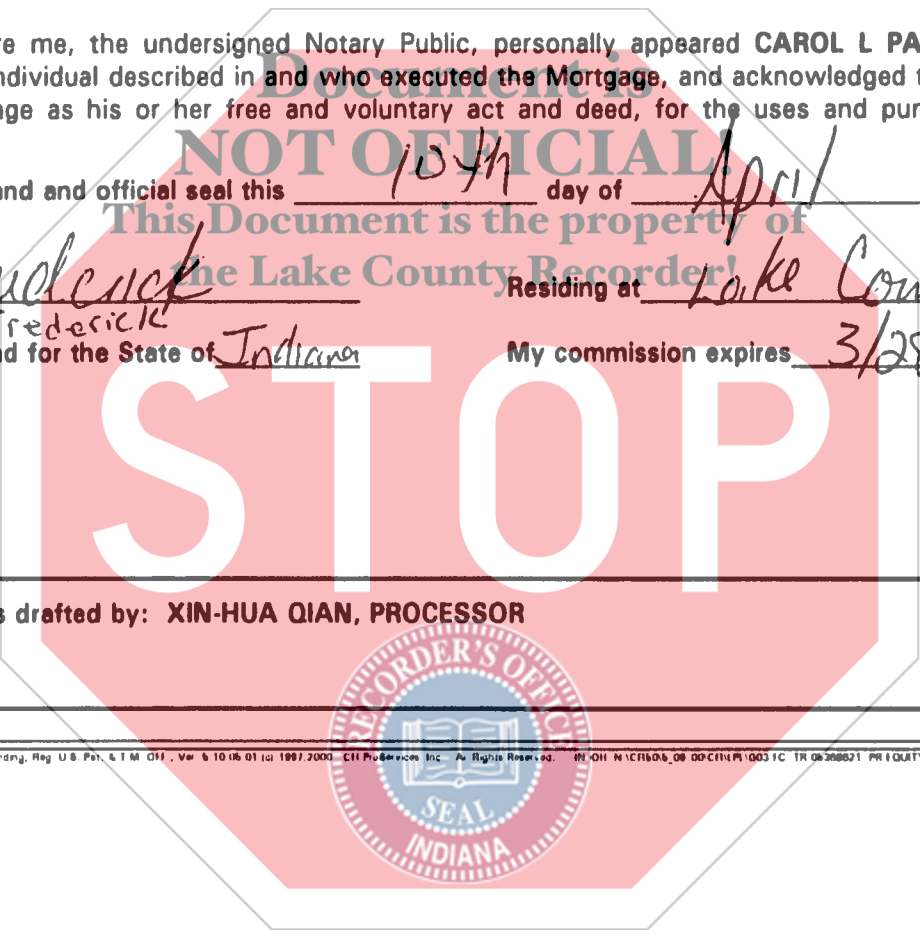 re me, the undersigned Notary Public, personally appeared CAROL L PA
ndividual described in and who executed the Mortgage, and acknowledged t
age as his or her free and voluntary act and deed, for the uses and pur
Document is
NOT OFFICIAL!
This Document is the property of
the Lake County Recorder!
and and official seal this 10th day of April
Residing at Lake Coun
Frederick
nd for the State of Indiana My commission expires 3/28
STOP
s drafted by: XIN-HUA QIAN, PROCESSOR
RECORDER'S OFFICE
SEAL
INDIANA